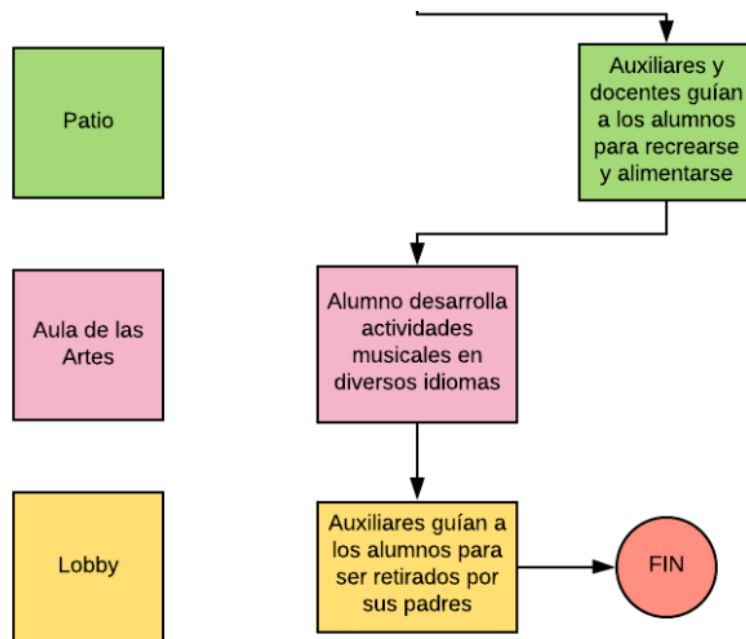 Patio
Auxiliares y
docentes guían
a los alumnos
para recrearse
y alimentarse
Aula de las
Artes
Alumno desarrolla
actividades
musicales en
diversos idiomas
Lobby
Auxiliares guían a
los alumnos para
ser retirados por
sus padres
FIN